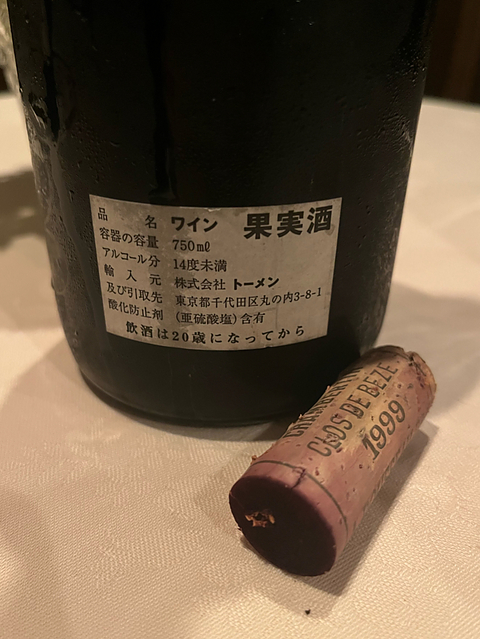 品名 ワイン 果実酒
容器の容量 750mℓ
アルコール分 14度未満
輸入元 株式会社 トーメン
及び引取先 東京都千代田区丸の内3-8-1
酸化防止剤 (亜硫酸塩)含有
飲酒は20歳になってから
CLOS DE BEZE
1999